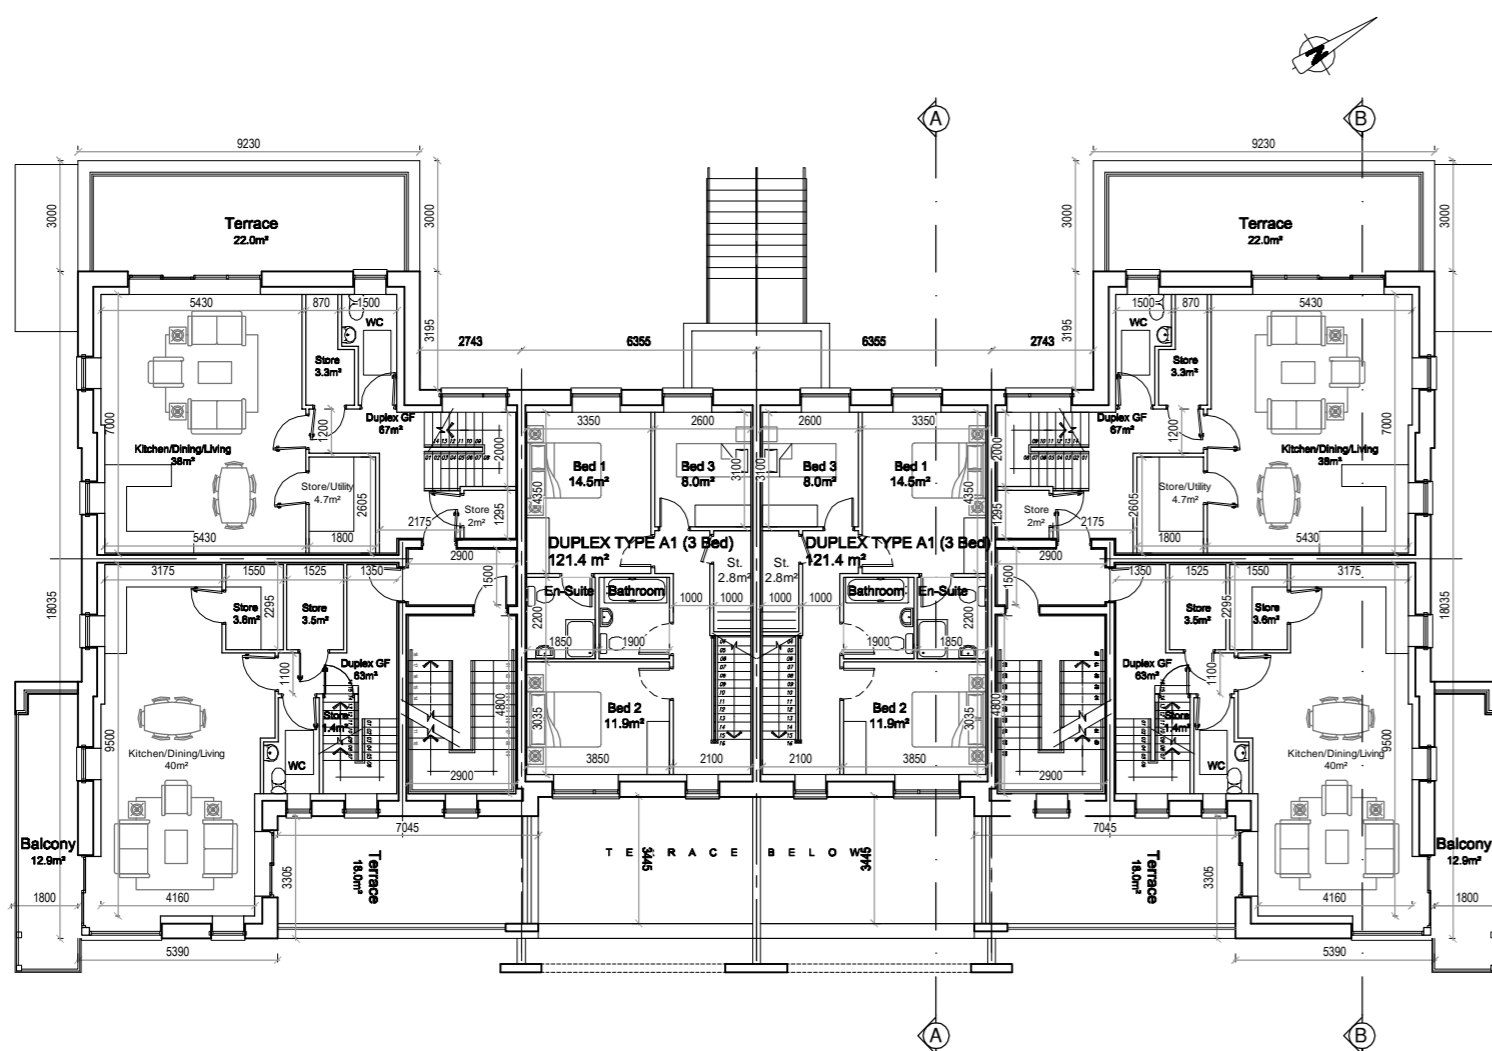 N
A
B
9230
9230
3000
3000
3000
3000
Terrace
22.0m²
Terrace
22.0m²
5430
870
1500
1500
870
5430
WC
WC
3195
3195
2743
6355
6355
2743
Store
3.3m²
Store
3.3m²
7000
7000
Duplex GF
67m²
Duplex GF
67m²
1200
1200
3350
2600
2600
3350
2000
2000
Kitchen/Dining/Living
38m²
Kitchen/Dining/Living
38m²
Bed 1
14.5m²
Bed 3
8.0m²
Bed 3
8.0m²
Bed 1
14.5m²
3100
3100
4350
4350
Store/Utility
4.7m²
Store/Utility
4.7m²
2605
2605
Store
2m²
Store
2m²
1295
1295
2175
2175
5430
1800
1800
5430
DUPLEX TYPE A1 (3 Bed)
121.4 m²
DUPLEX TYPE A1 (3 Bed)
121.4 m²
2900
2900
St.
2.8m²
St.
2.8m²
3175
1550
1525
1350
1350
1525
1550
3175
1500
1500
En-Suite
Bathroom
Bathroom
En-Suite
1000
1000
1000
1000
18035
18035
2295
2295
Store
3.6m²
Store
3.5m²
Store
3.5m²
Store
3.6m²
2200
2200
1850
1900
1900
1850
1100
1100
Duplex GF
63m²
Duplex GF
63m²
4800
4800
Store
1.4m²
Store
1.4m²
Bed 2
11.9m²
Bed 2
11.9m²
3035
3035
9500
9500
Kitchen/Dining/Living
40m²
Kitchen/Dining/Living
40m²
WC
WC
2900
3850
2100
2100
3850
2900
7045
7045
Balcony
12.9m²
Balcony
12.9m²
TERRACE BELOW
3445
3445
Terrace
18.0m²
Terrace
18.0m²
3305
3305
1800
4160
4160
1800
5390
5390
A
B